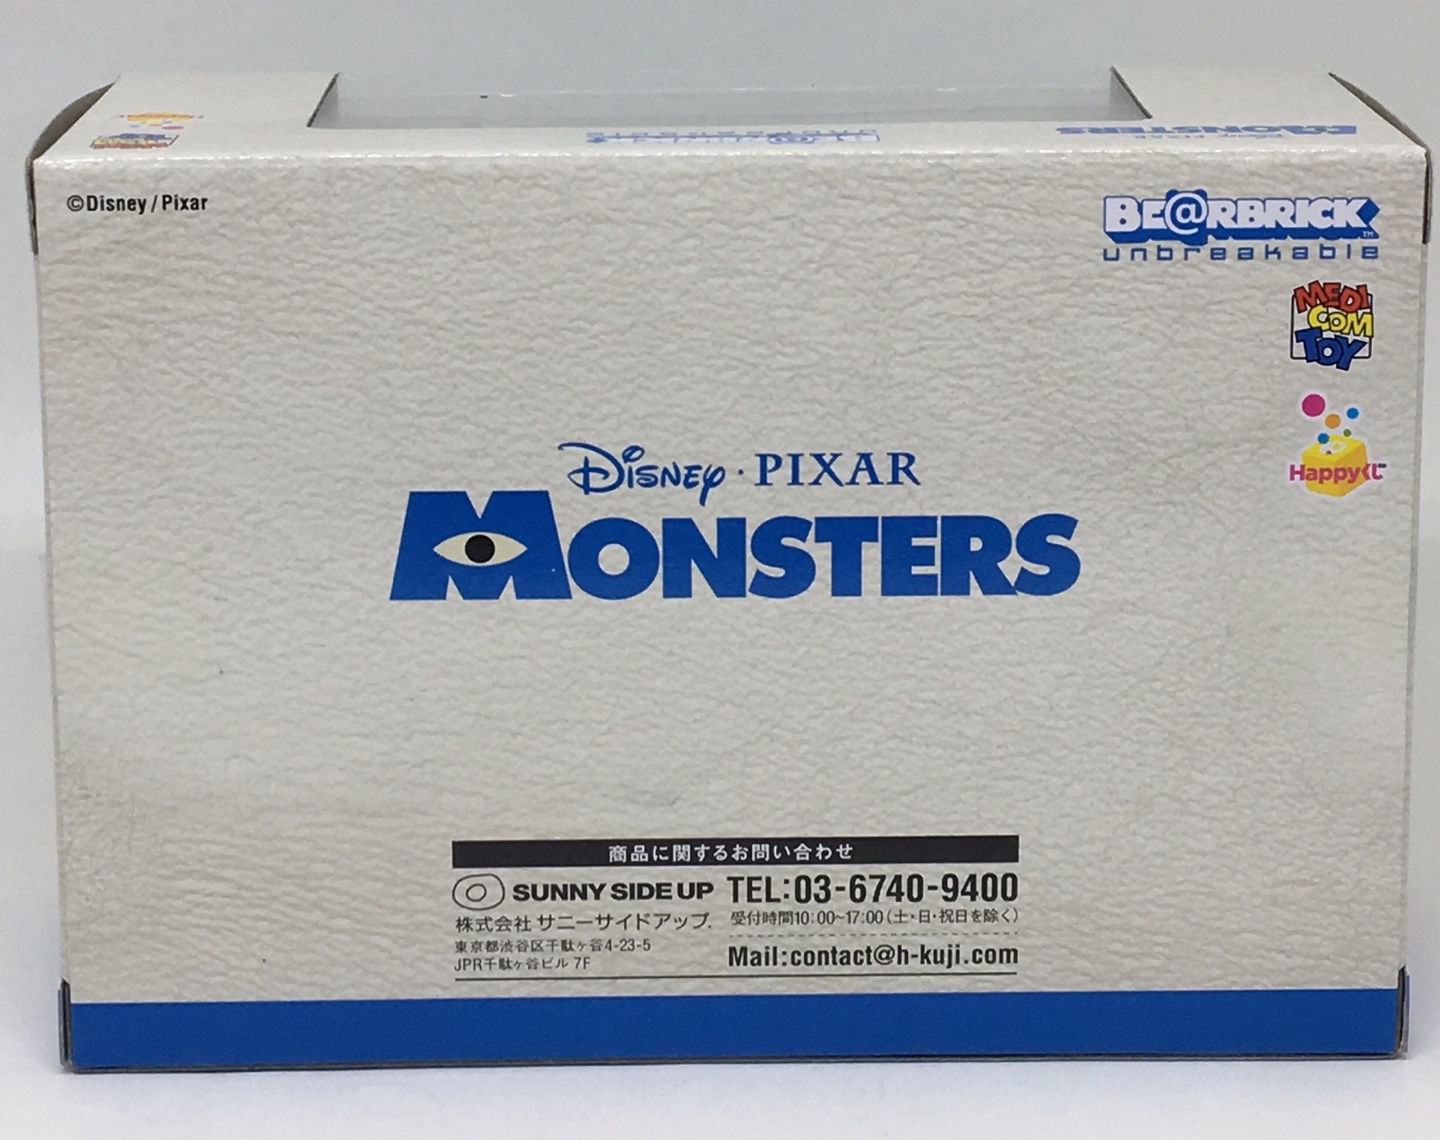 ©Disney/Pixar
BE@RBRICK™
unbreakable
MEDI
COM
TOY
Happyくじ
Disney・PIXAR
MONSTERS
商品に関するお問い合わせ
SUNNY SIDE UP
株式会社 サニーサイドアップ.
東京都渋谷区千駄ヶ谷4-23-5
JPR千駄ヶ谷ビル 7F
TEL:03-6740-9400
受付時間10:00~17:00(土・日・祝日を除く)
Mail:contact@h-kuji.com
Disney・PIXAR
MONSTERS